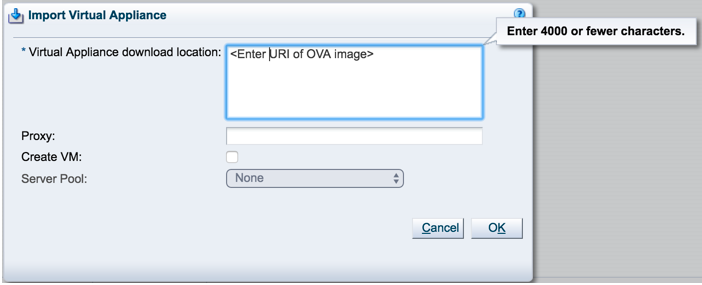 Import Virtual Appliance
?
Enter 4000 or fewer characters.
* Virtual Appliance download location:
<Enter URI of OVA image>
Proxy:
Create VM:
Server Pool:
None
Cancel
OK